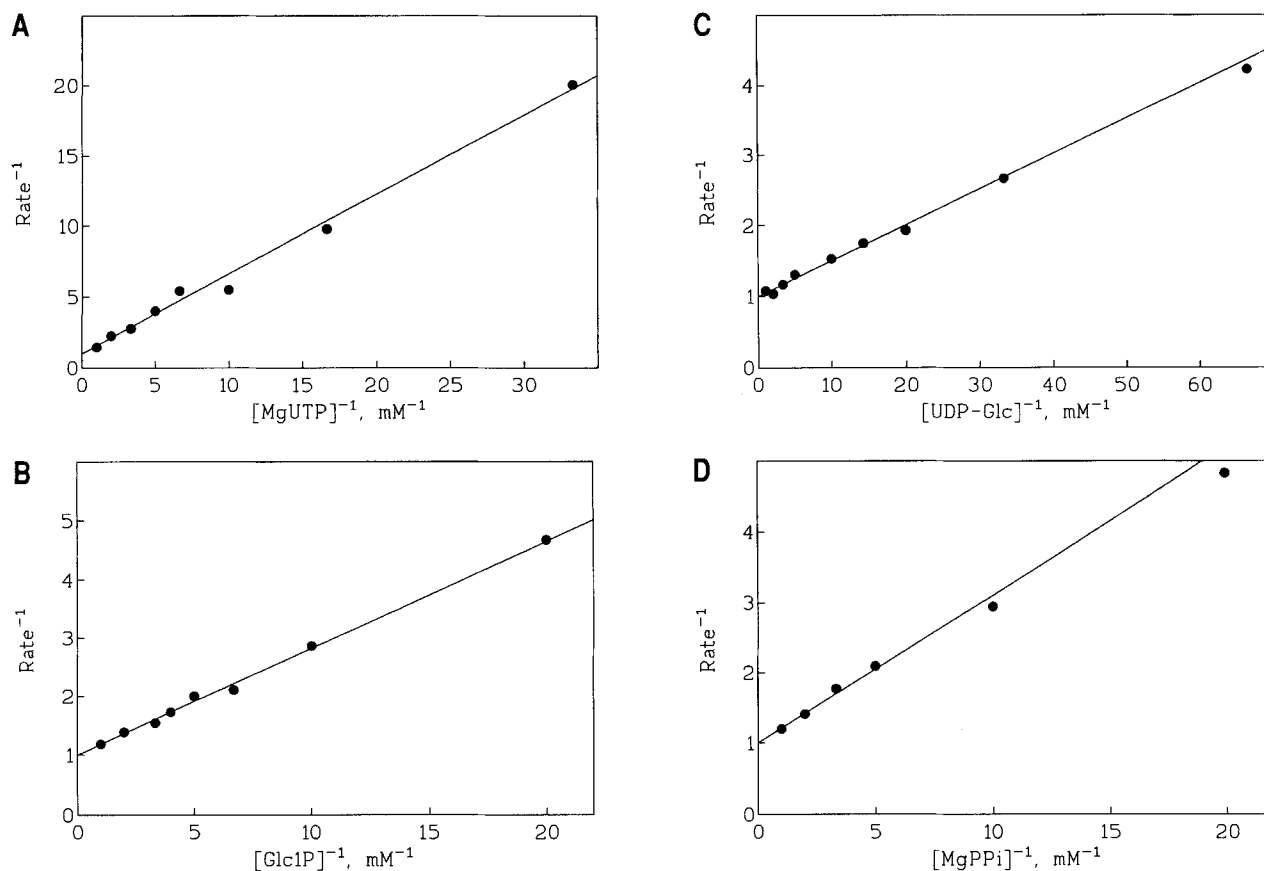 A
Rate⁻¹
20
15
10
5
0
0 5 10 15 20 25 30
[MgUTP]⁻¹, mM⁻¹
B
Rate⁻¹
5
4
3
2
1
0
0 5 10 15 20
[Glc1P]⁻¹, mM⁻¹
C
Rate⁻¹
4
3
2
1
0
0 10 20 30 40 50 60
[UDP-Glc]⁻¹, mM⁻¹
D
Rate⁻¹
4
3
2
1
0
0 5 10 15 20
[MgPPi]⁻¹, mM⁻¹